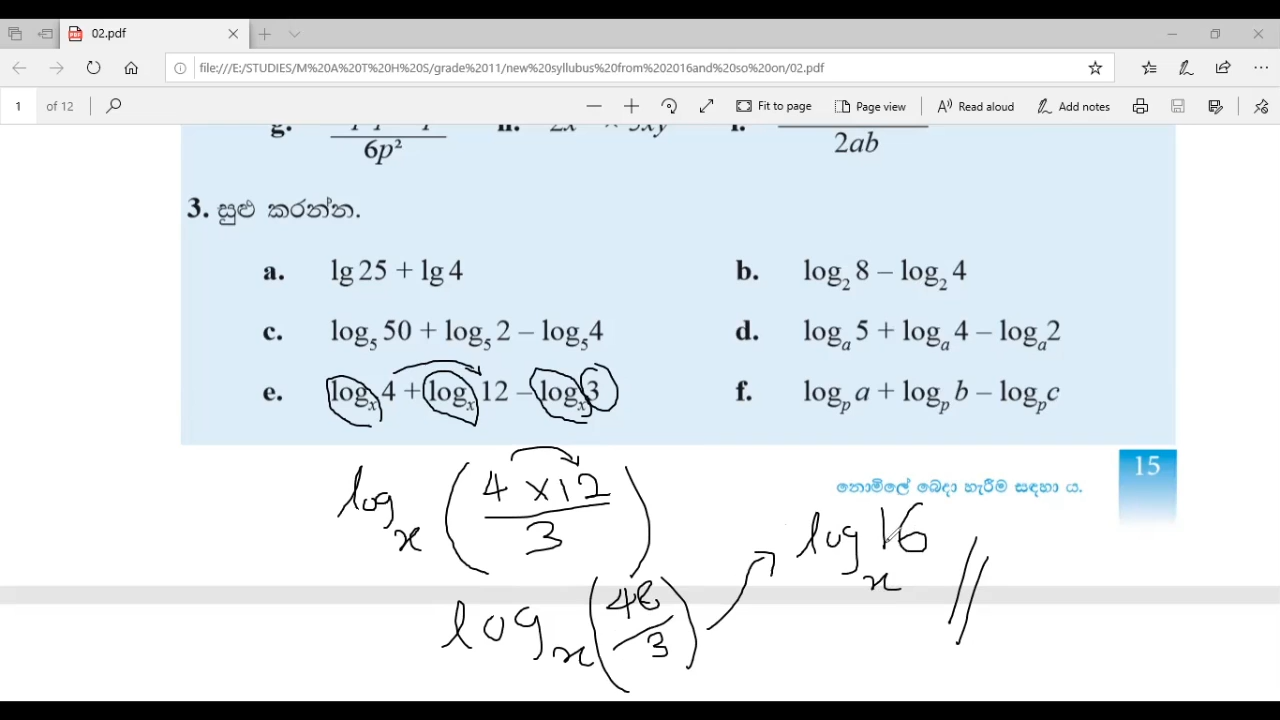 02.pdf
file:///E:/STUDIES/M%20A%20T%20H%20S/grade%2011/new%20syllubus%20from%202016and%20so%20on/02.pdf
1 of 12 Fit to page Page view Read aloud Add notes
g. h. i.
6p² 2ab
3. සුළු කරන්න.
a. lg 25 + lg 4 b. log₂ 8 – log₂ 4
c. log₅ 50 + log₅ 2 – log₅ 4 d. logₐ 5 + logₐ 4 – logₐ 2
e. logₓ 4 + logₓ 12 – logₓ 3 f. logₚ a + logₚ b – logₚ c
15
නොමිලේ බෙදා හැරීම සඳහා ය.
logₓ (4 × 12 / 3)
logₓ 16
logₓ (48 / 3)